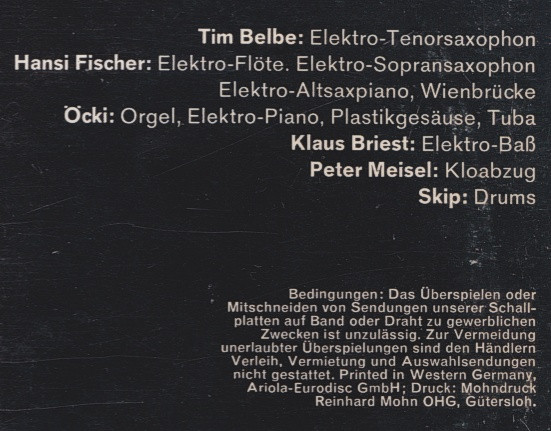 Tim Belbe: Elektro-Tenorsaxophon
Hansi Fischer: Elektro-Flöte. Elektro-Sopransaxophon
Elektro-Altsaxpiano, Wienbrücke
Öcki: Orgel, Elektro-Piano, Plastikgesäuse, Tuba
Klaus Briest: Elektro-Baß
Peter Meisel: Kloabzug
Skip: Drums
Bedingungen: Das Überspielen oder
Mitschneiden von Sendungen unserer Schall-
platten auf Band oder Draht zu gewerblichen
Zwecken ist unzulässig. Zur Vermeidung
unerlaubter Überspielungen sind den Händlern
Verleih, Vermietung und Auswahlsendungen
nicht gestattet. Printed in Western Germany,
Ariola-Eurodisc GmbH; Druck: Mohndruck
Reinhard Mohn OHG, Gütersloh.